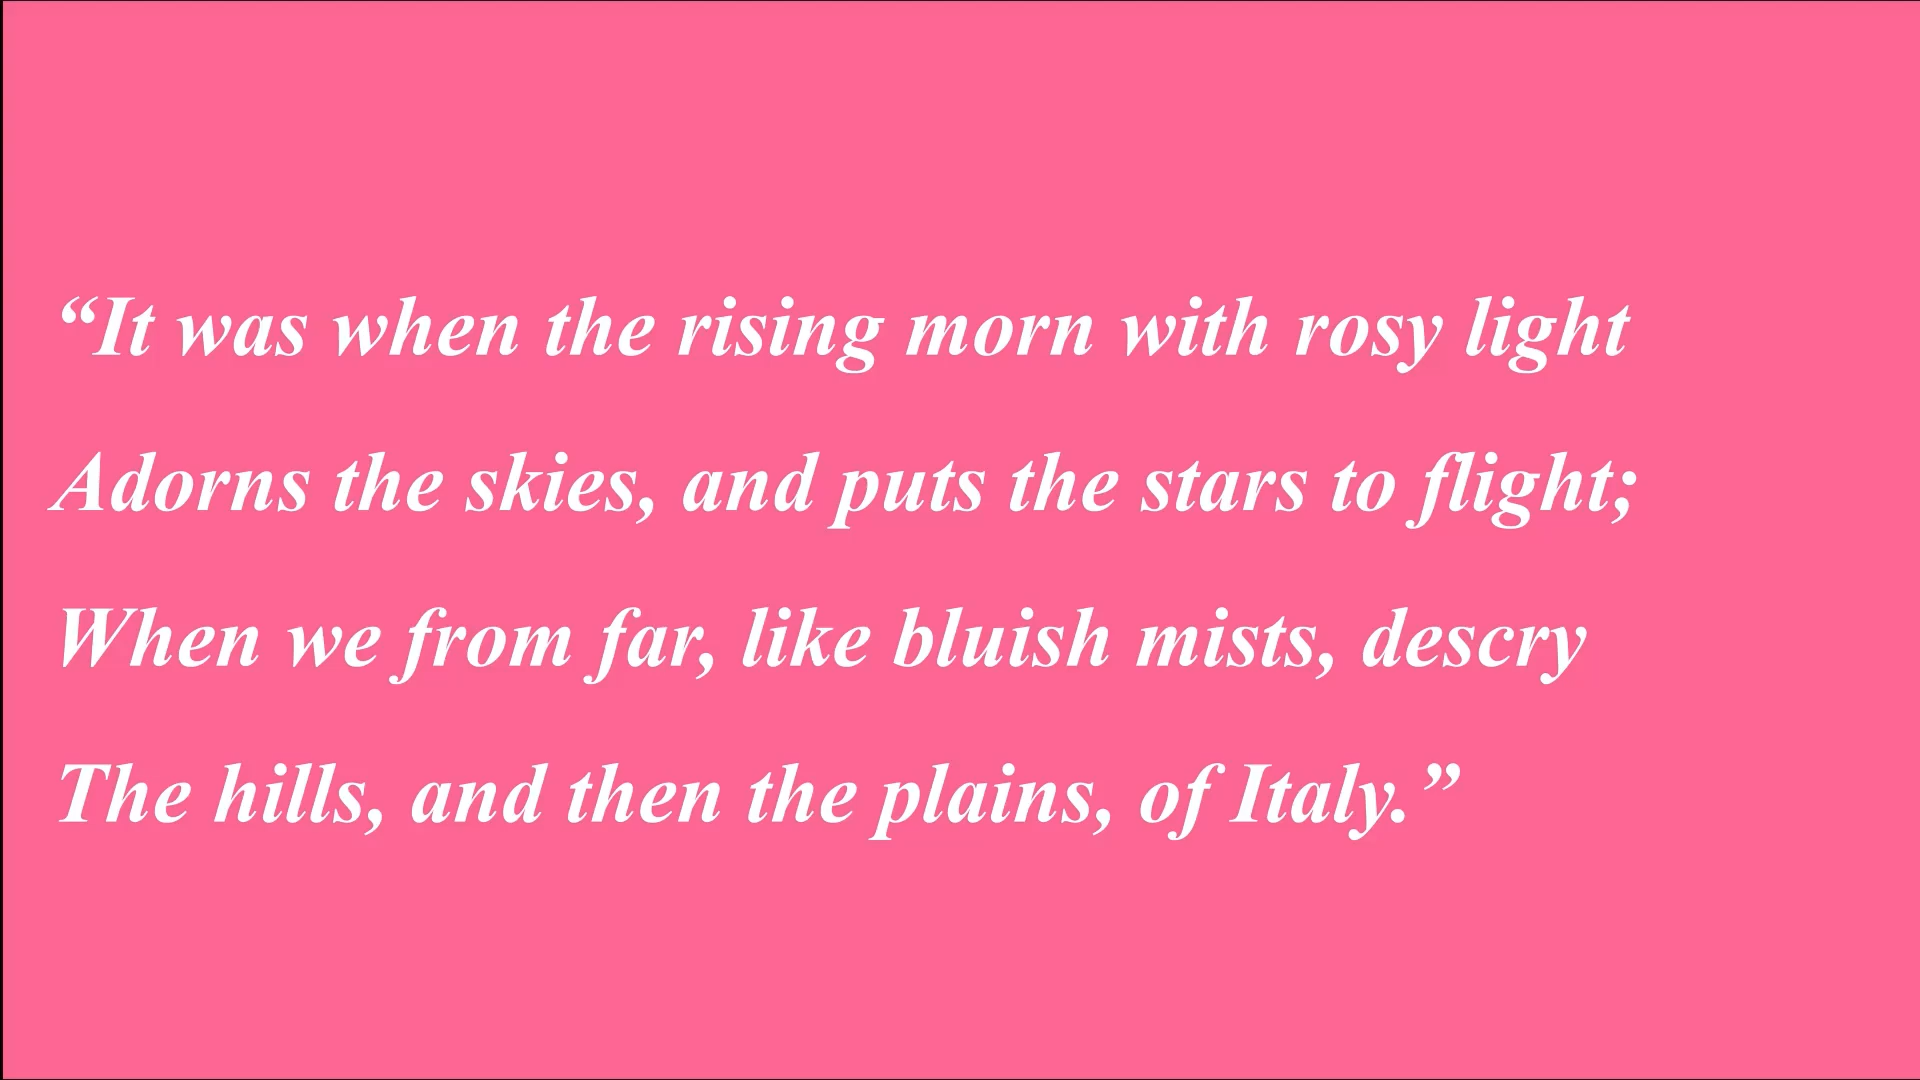 “It was when the rising morn with rosy light
Adorns the skies, and puts the stars to flight;
When we from far, like bluish mists, descry
The hills, and then the plains, of Italy.”